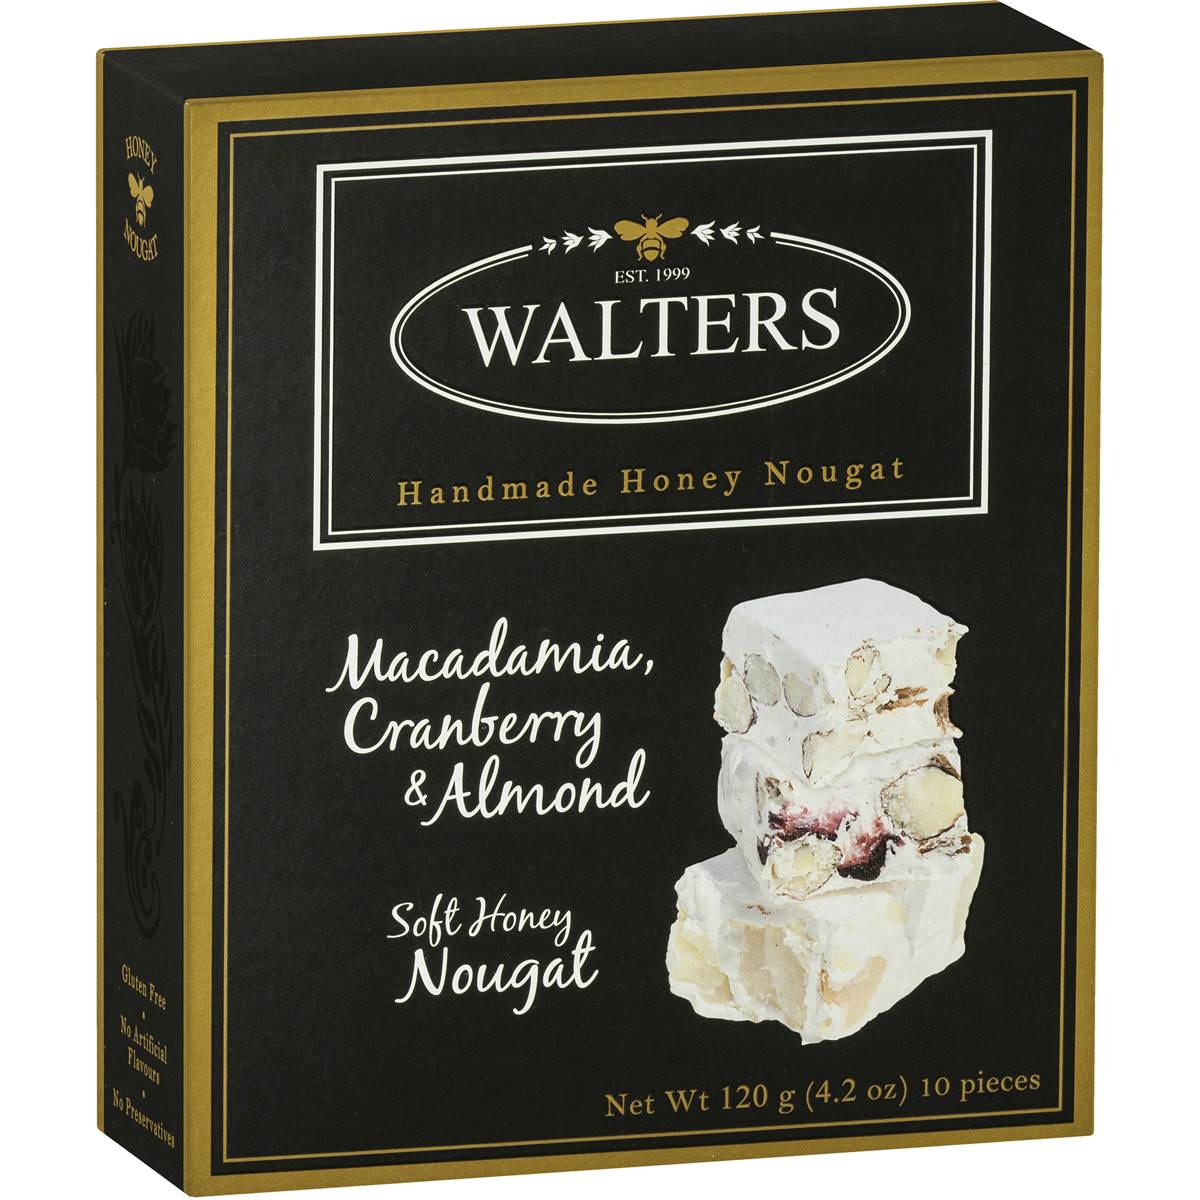 HONEY
NOUGAT
Gluten Free
•
No Artificial
Flavours
•
No Preservatives
EST. 1999
WALTERS
Handmade Honey Nougat
Macadamia,
Cranberry
& Almond
Soft Honey
Nougat
Net Wt 120 g (4.2 oz) 10 pieces